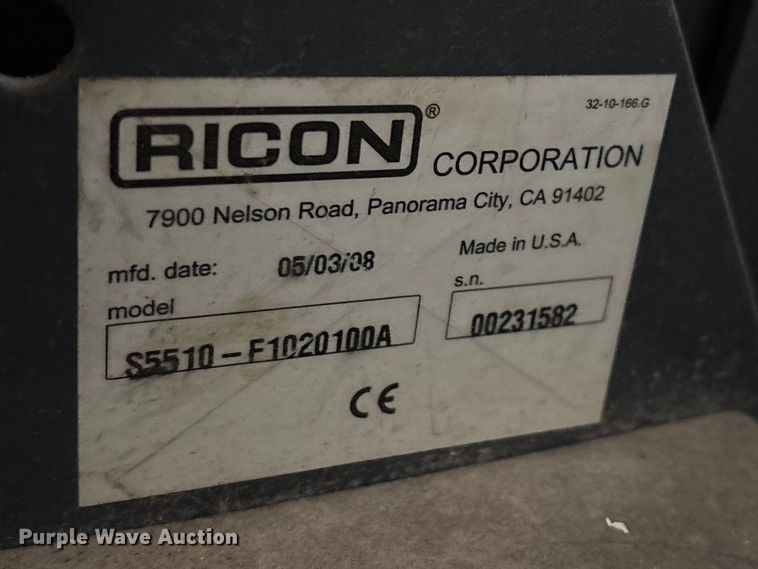 32-10-166.G
RICON® CORPORATION
7900 Nelson Road, Panorama City, CA 91402
mfd. date: 05/03/08 Made in U.S.A.
model s.n.
S5510-F1020100A 00231582
CE
Purple Wave Auction